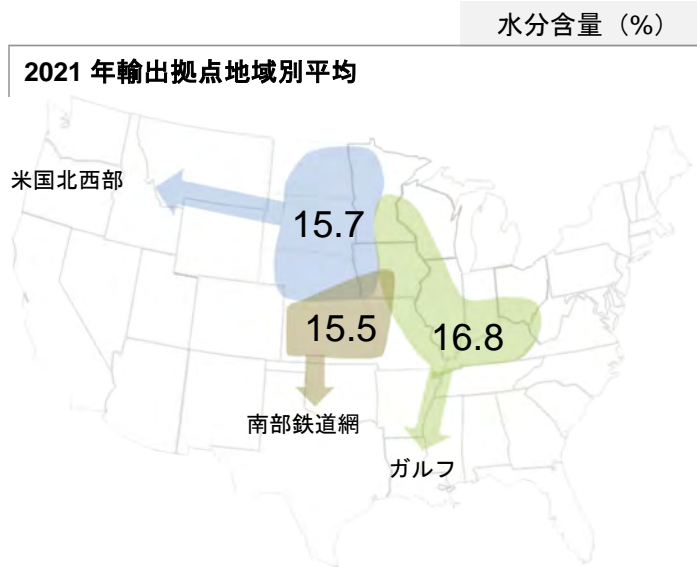 水分含量（%）
2021 年輸出拠点地域別平均
米国北西部
15.7
15.5
16.8
南部鉄道網
ガルフ